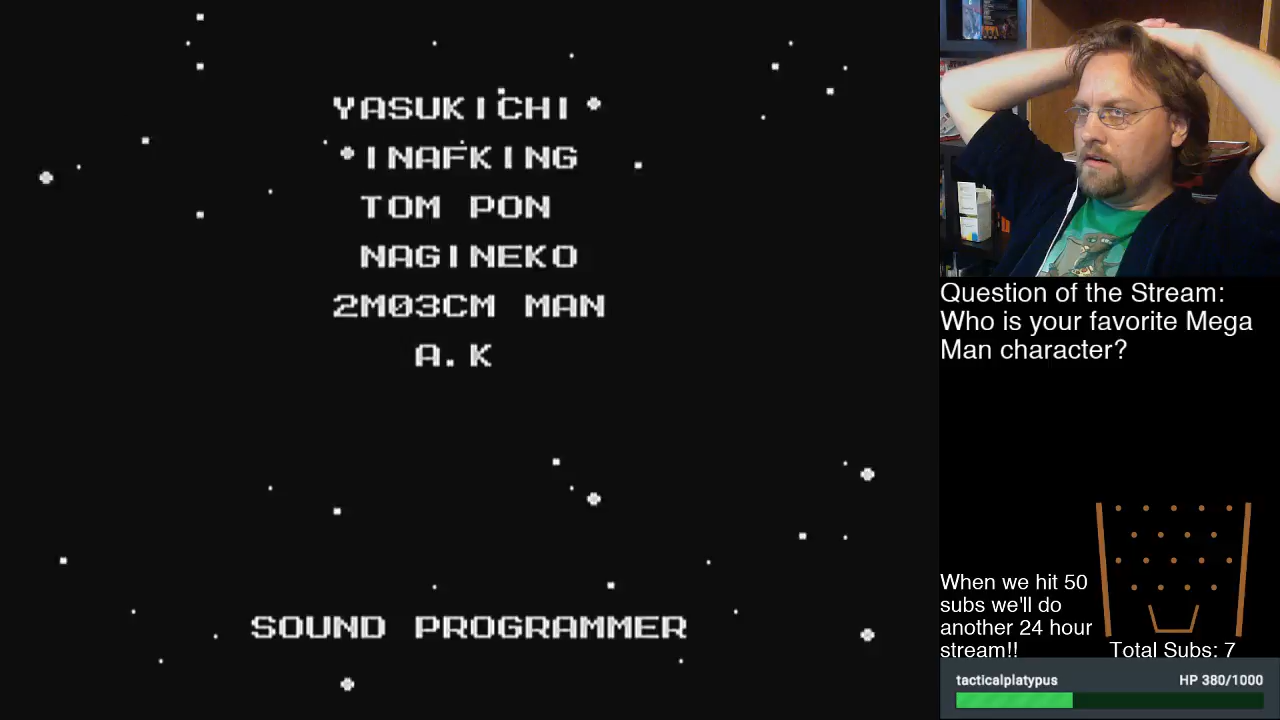 YASUKICHI
INAFKING
TOM PON
NAGINEKO
2M03CM MAN
A.K
SOUND PROGRAMMER
Question of the Stream:
Who is your favorite Mega
Man character?
When we hit 50
subs we'll do
another 24 hour
stream!!
Total Subs: 7
tacticalplatypus
HP 380/1000